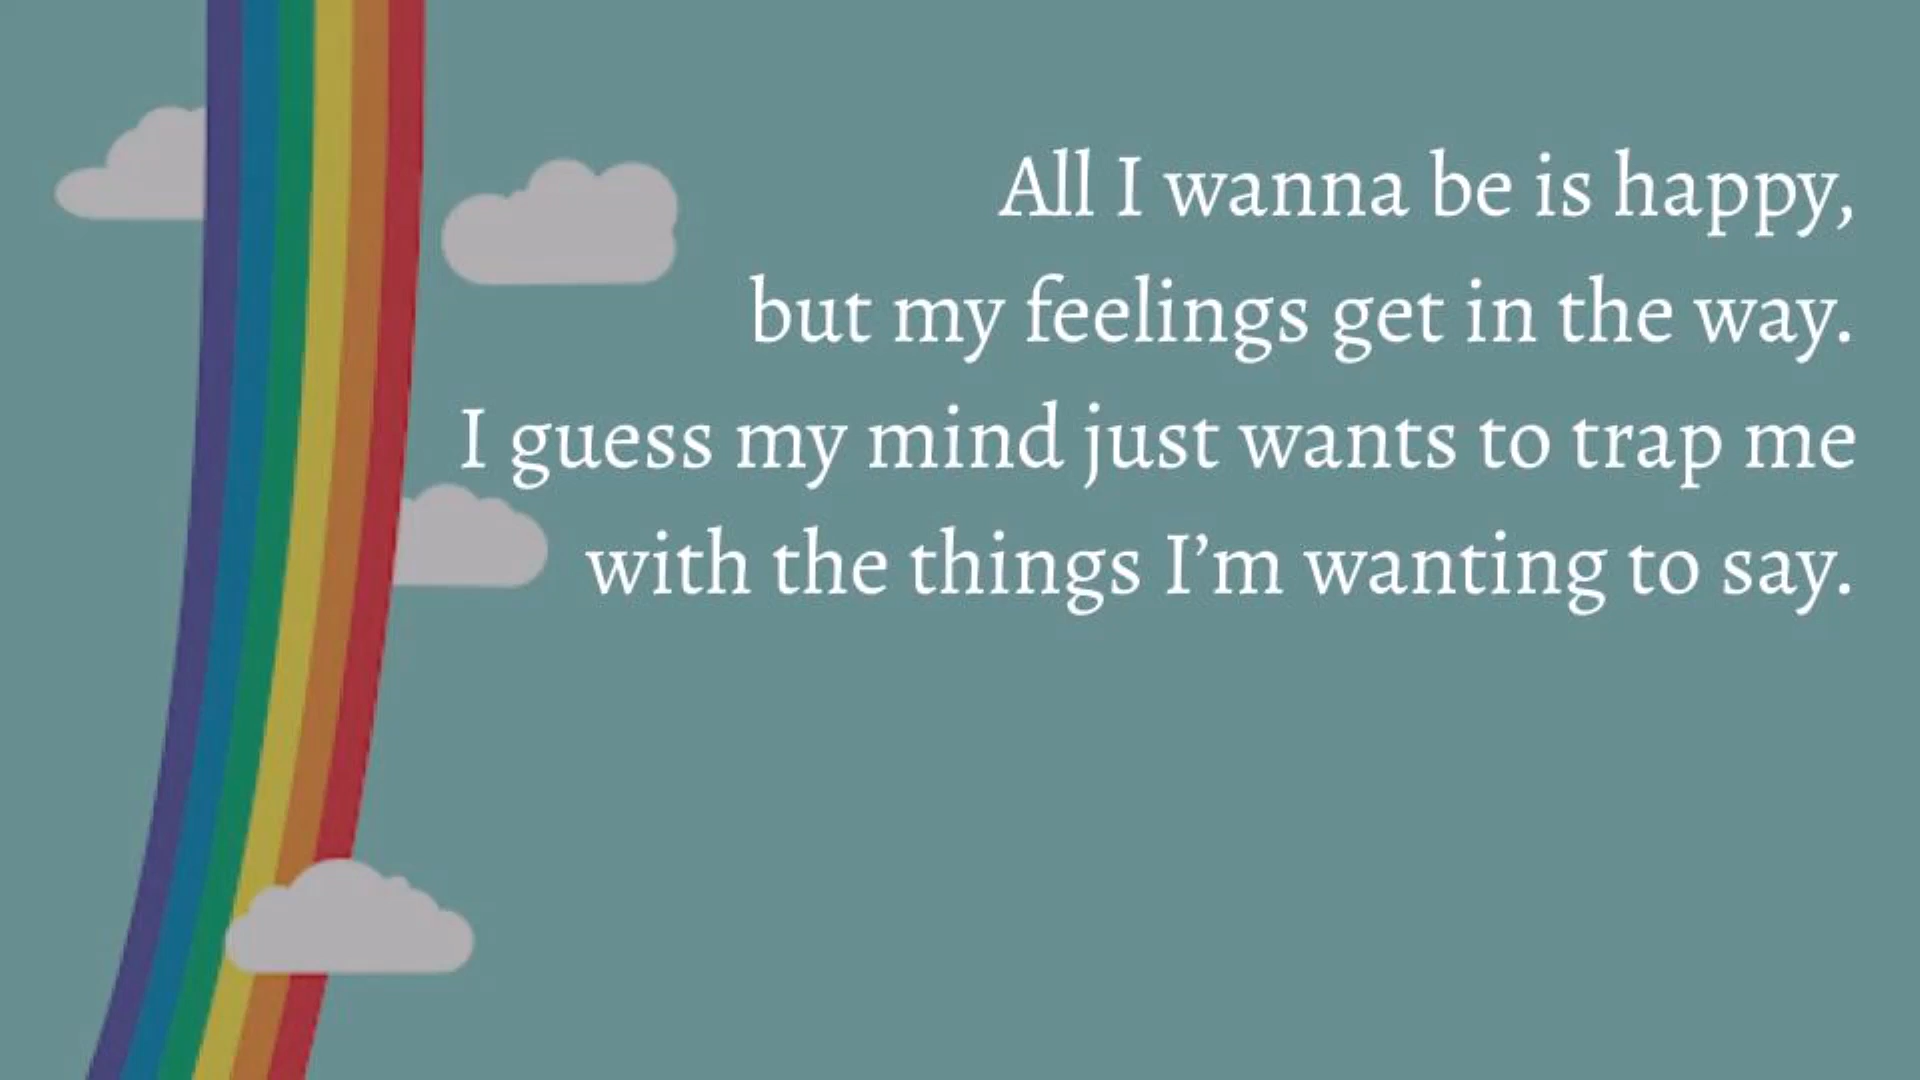 All I wanna be is happy,
but my feelings get in the way.
I guess my mind just wants to trap me
with the things I’m wanting to say.